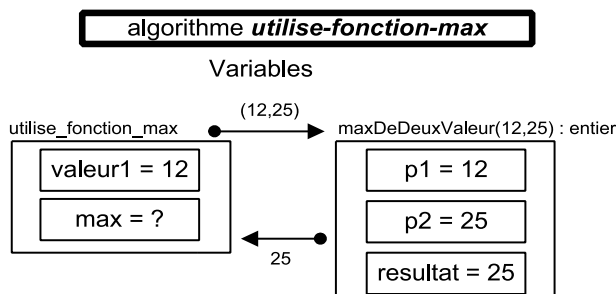 algorithme utilise-fonction-max
Variables
(12,25)
utilise_fonction_max
maxDeDeuxValeur(12,25) : entier
valeur1 = 12
max = ?
25
p1 = 12
p2 = 25
resultat = 25